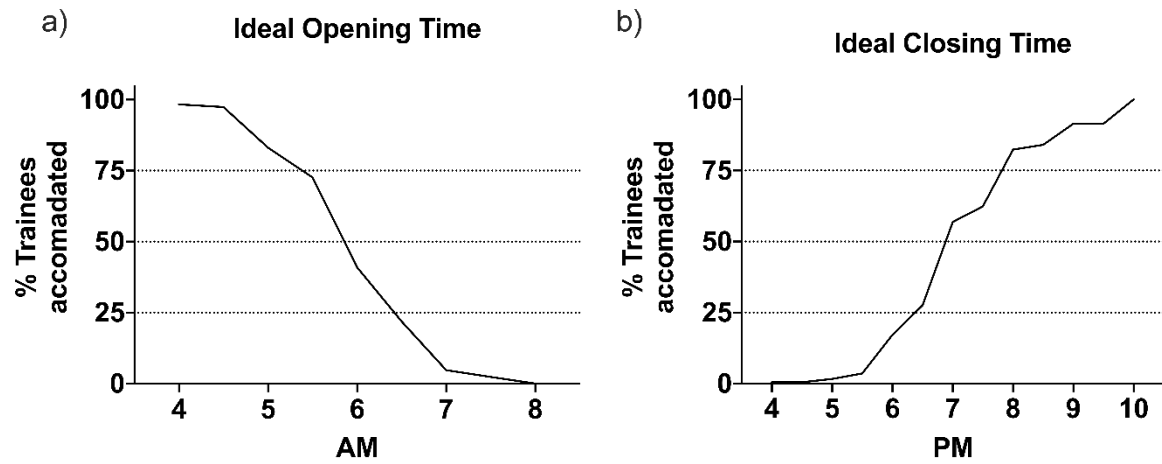 a)
Ideal Opening Time
% Trainees
accomadated
100
75
50
25
0
4 5 6 7 8
AM
b)
Ideal Closing Time
% Trainees
accomadated
100
75
50
25
0
4 5 6 7 8 9 10
PM